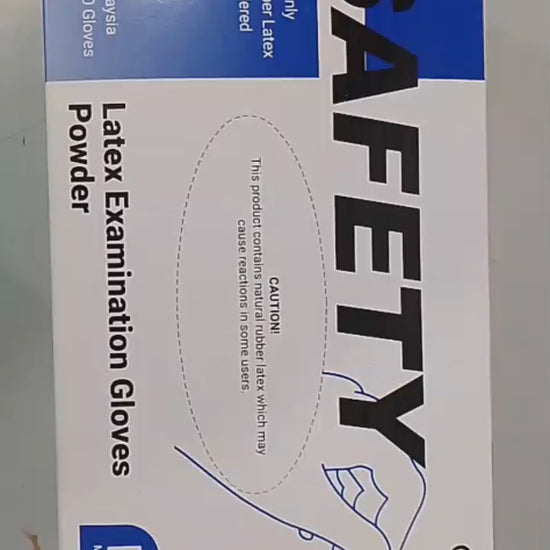 SAFETY
nly
er Latex
ered
CAUTION!
This product contains natural rubber latex which may
cause reactions in some users.
aysia
0 Gloves
Latex Examination Gloves
Powder